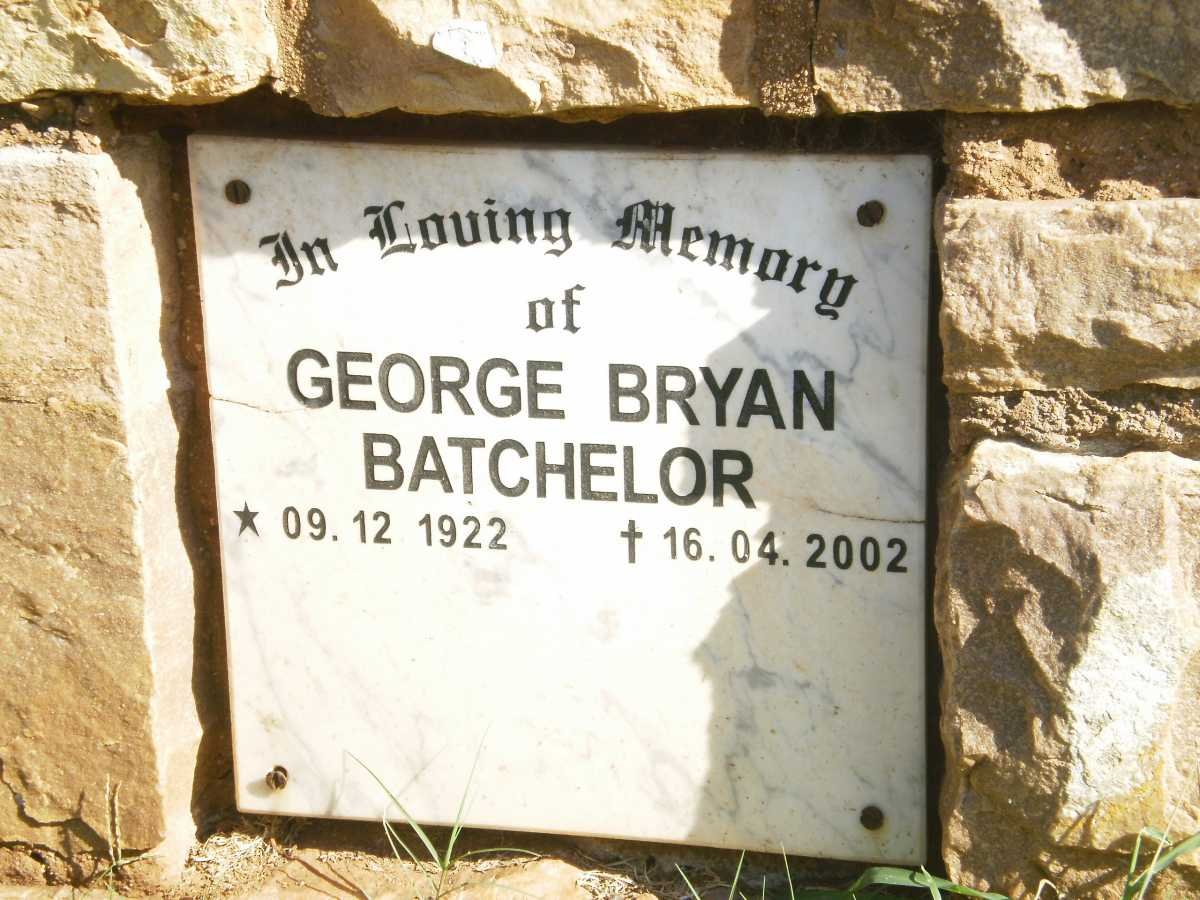 In Loving Memory
of
GEORGE BRYAN
BATCHELOR
★ 09. 12 1922 † 16. 04. 2002